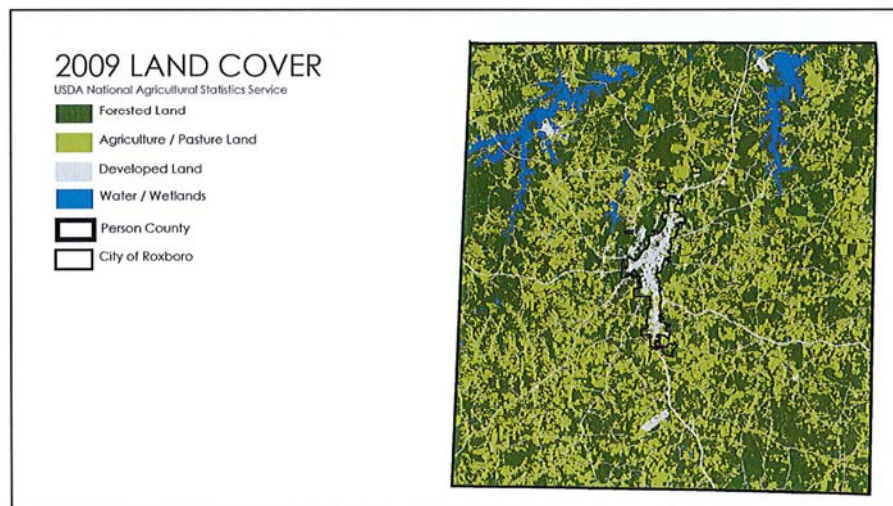 2009 LAND COVER
USDA National Agricultural Statistics Service
Forested Land
Agriculture / Pasture Land
Developed Land
Water / Wetlands
Person County
City of Roxboro